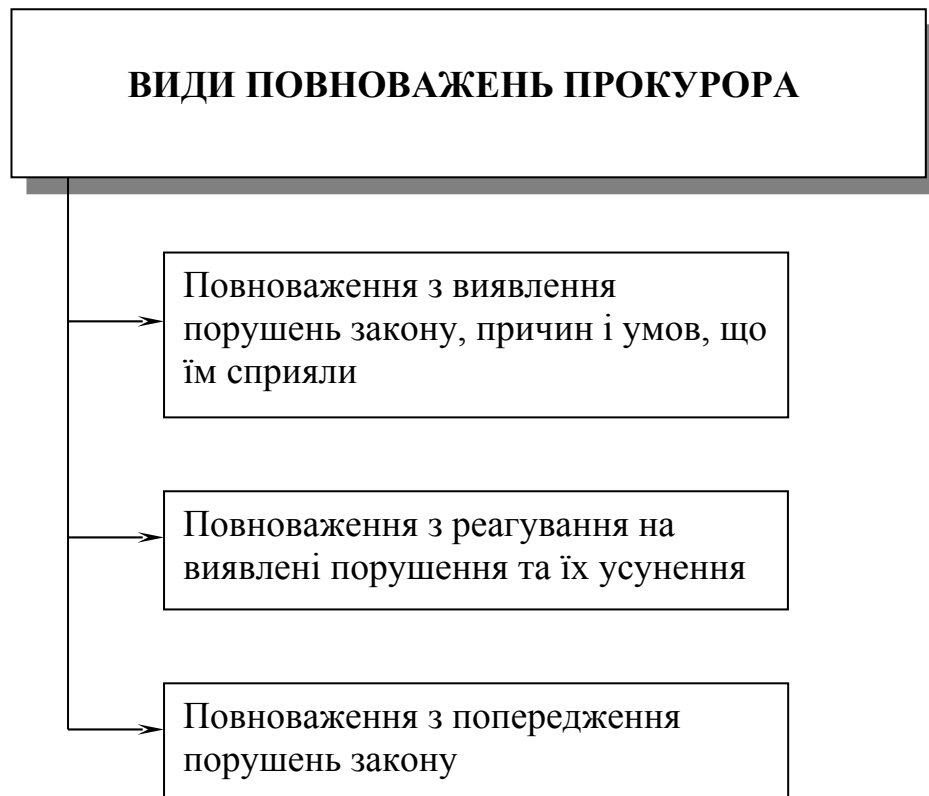 ВИДИ ПОВНОВАЖЕНЬ ПРОКУРОРА
Повноваження з виявлення
порушень закону, причин і умов, що
їм сприяли
Повноваження з реагування на
виявлені порушення та їх усунення
Повноваження з попередження
порушень закону